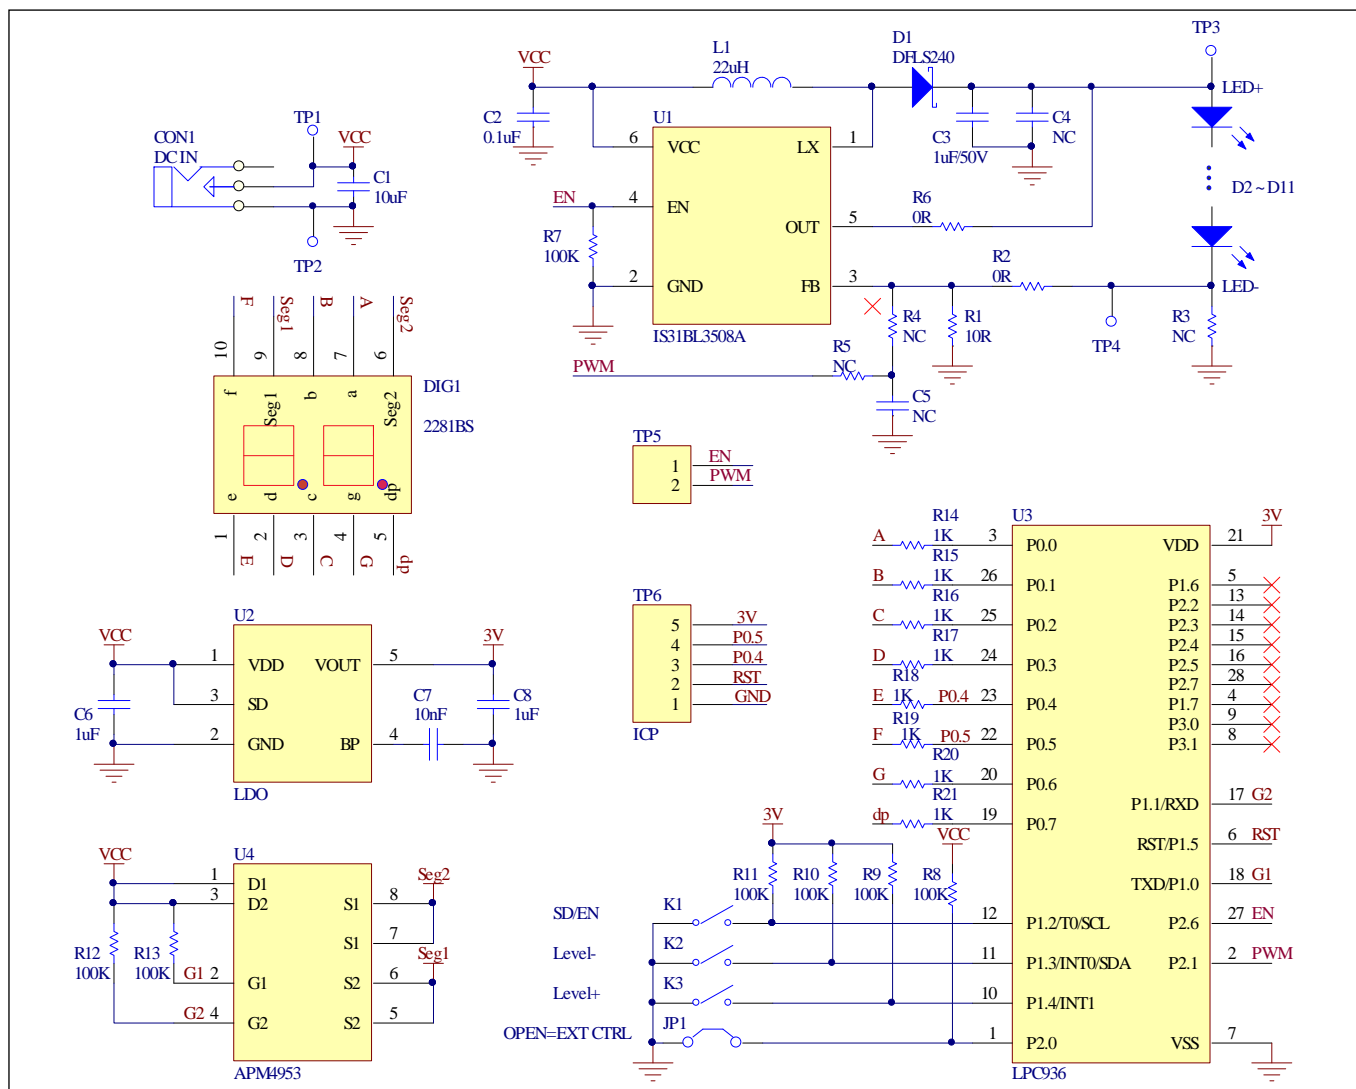 CON1
DC IN
TP1
VCC
C1
10uF
TP2
VCC
C2
0.1uF
L1
22uH
D1
DFLS240
TP3
LED+
U1
6
VCC
LX
1
4
EN
EN
OUT
5
2
GND
FB
3
IS31BL3508A
R7
100K
C3
1uF/50V
C4
NC
R6
0R
R2
0R
D2~D11
LED-
R4
NC
R1
10R
TP4
R3
NC
R5
NC
PWM
C5
NC
F
Seg1
B
A
Seg2
10
9
8
7
6
f
Seg1
b
a
Seg2
DIG1
2281BS
e
d
c
g
dp
1
2
3
4
5
E
D
C
G
dp
TP5
1
EN
2
PWM
TP6
5
3V
4
P0.5
3
P0.4
2
RST
1
GND
ICP
VCC
U2
1
VDD
VOUT
5
3V
3
SD
2
GND
BP
4
LDO
C6
1uF
C7
10nF
C8
1uF
VCC
U4
1
D1
3
D2
S1
8
Seg2
S1
7
Seg1
G1
2
G1
S2
6
G2
4
G2
S2
5
APM4953
R12
100K
R13
100K
U3
A
R14
1K
3
P0.0
B
R15
1K
26
P0.1
C
R16
1K
25
P0.2
D
R17
1K
24
P0.3
E
R18
1K
P0.4
23
P0.4
F
R19
1K
P0.5
22
P0.5
G
R20
1K
20
P0.6
dp
R21
1K
19
P0.7
3V
VCC
R11
100K
R10
100K
R9
100K
R8
100K
SD/EN
K1
12
P1.2/T0/SCL
Level-
K2
11
P1.3/INT0/SDA
Level+
K3
10
P1.4/INT1
OPEN=EXT CTRL
JP1
1
P2.0
VDD
21
3V
P1.6
5
P2.2
13
P2.3
14
P2.4
15
P2.5
16
P2.7
28
P1.7
4
P3.0
9
P3.1
8
P1.1/RXD
17
G2
RST/P1.5
6
RST
TXD/P1.0
18
G1
P2.6
27
EN
P2.1
2
PWM
VSS
7
LPC936